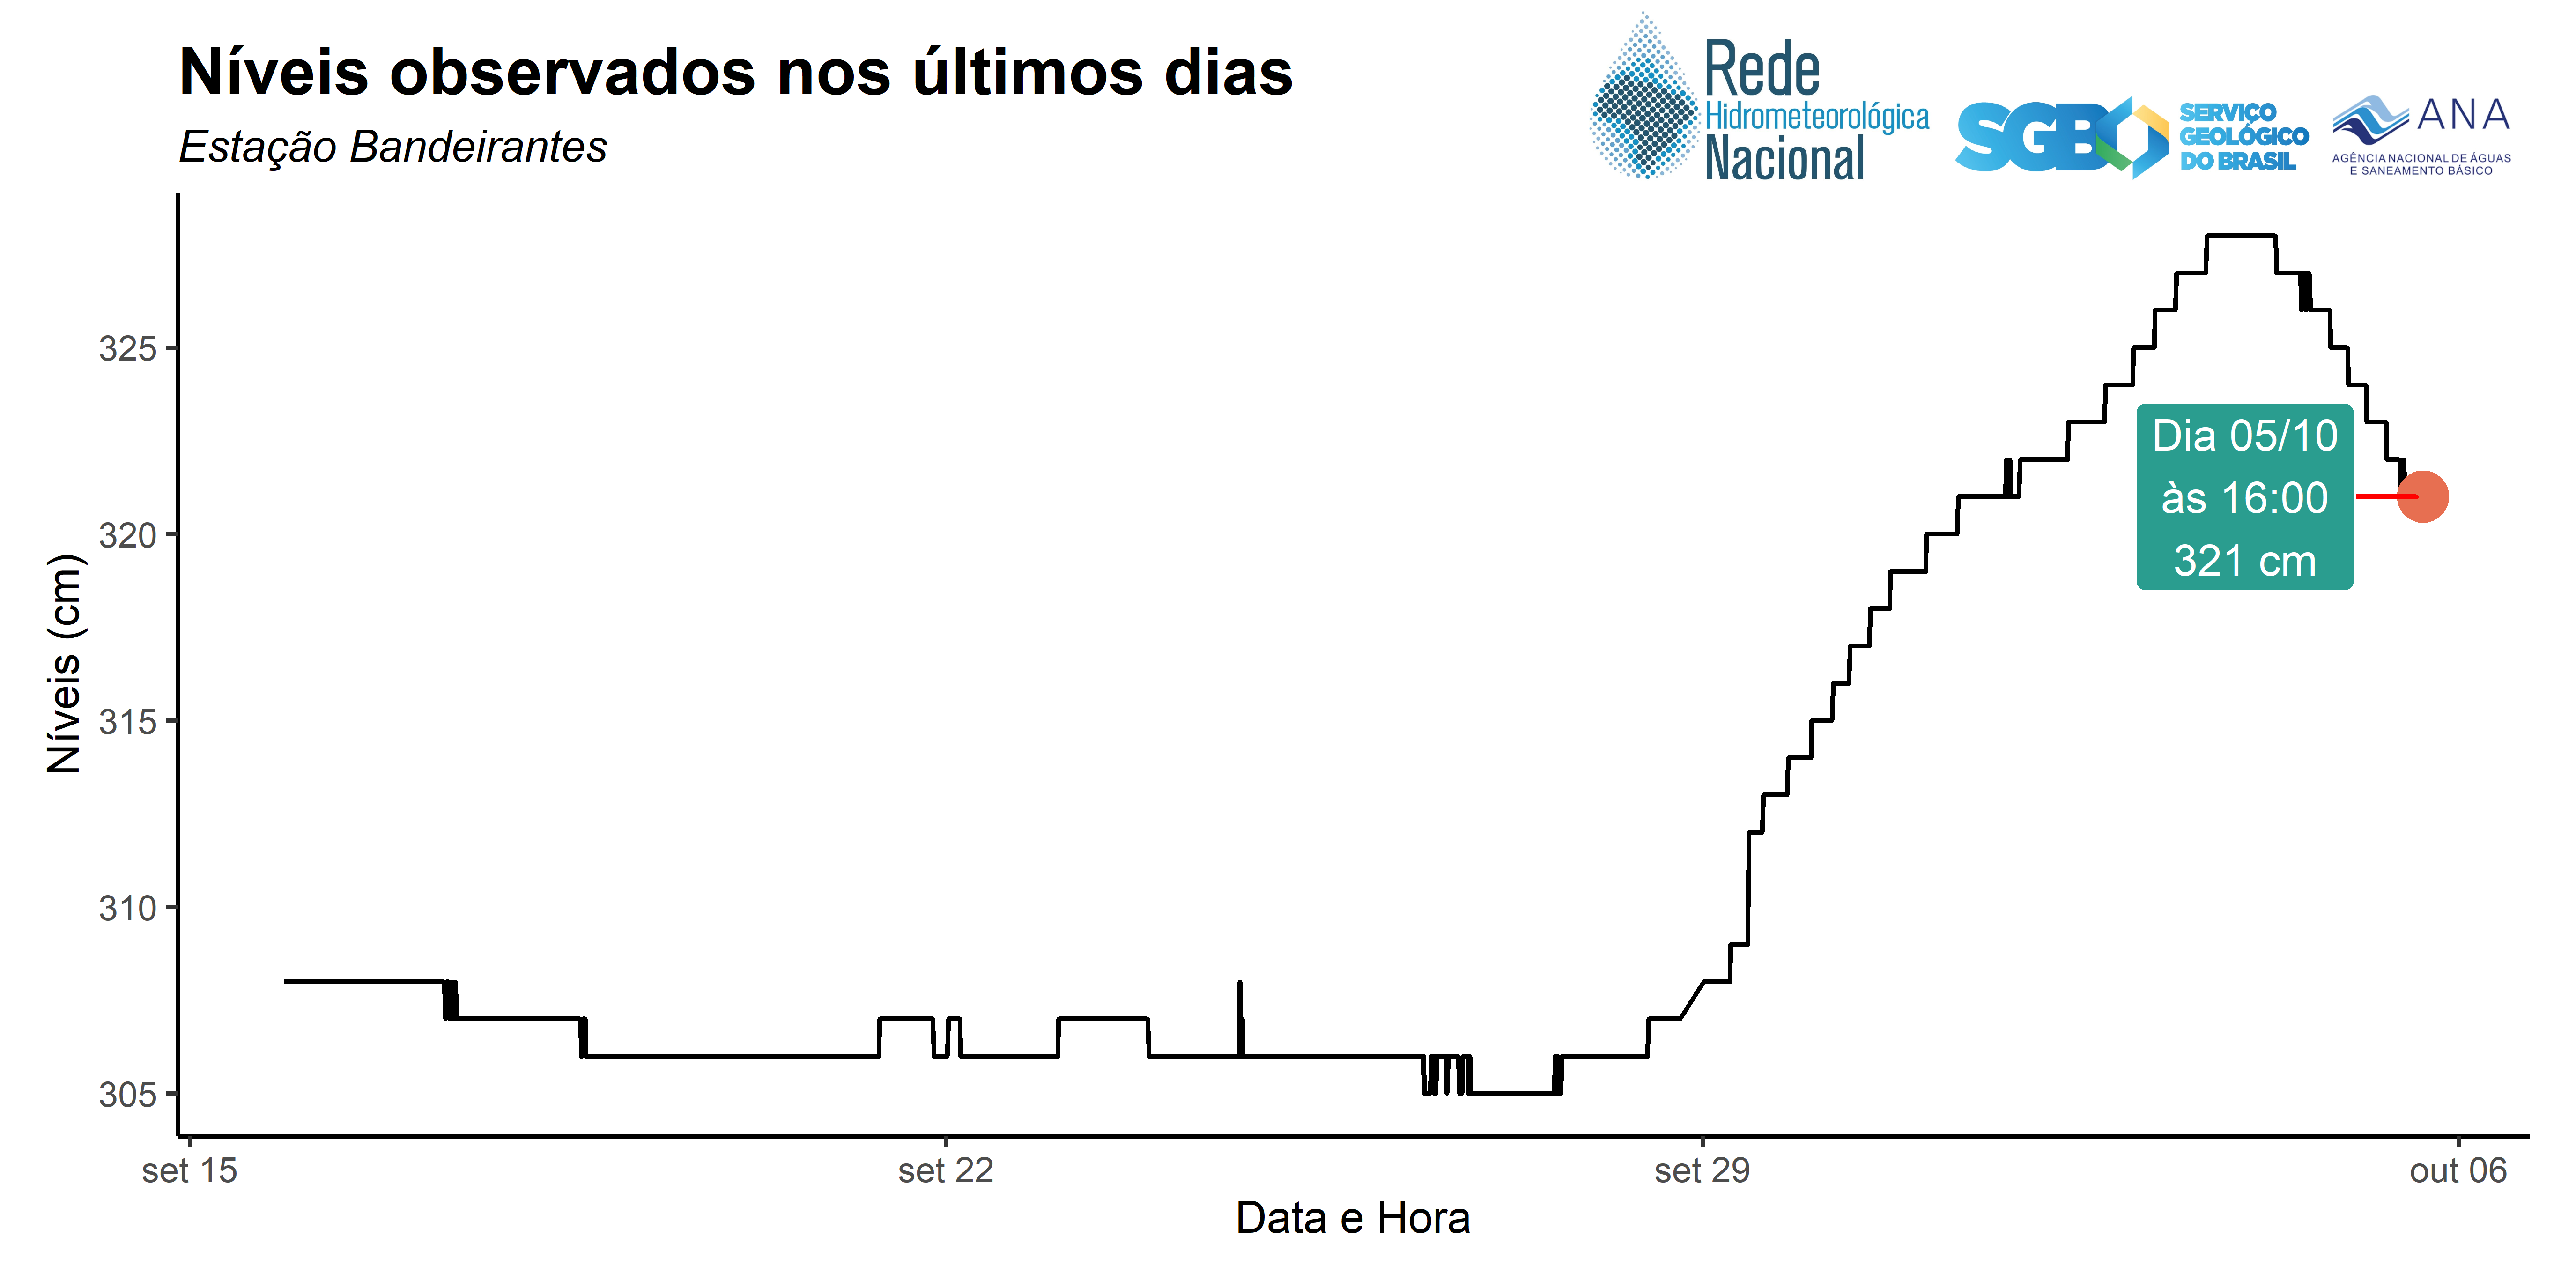 Níveis observados nos últimos dias
Estação Bandeirantes
Rede
Hidrometeorológica
Nacional
SGB
SERVIÇO
GEOLÓGICO
DO BRASIL
ANA
AGÊNCIA NACIONAL DE ÁGUAS
E SANEAMENTO BÁSICO
Níveis (cm)
325
320
315
310
305
Dia 05/10
às 16:00
321 cm
set 15
set 22
set 29
out 06
Data e Hora